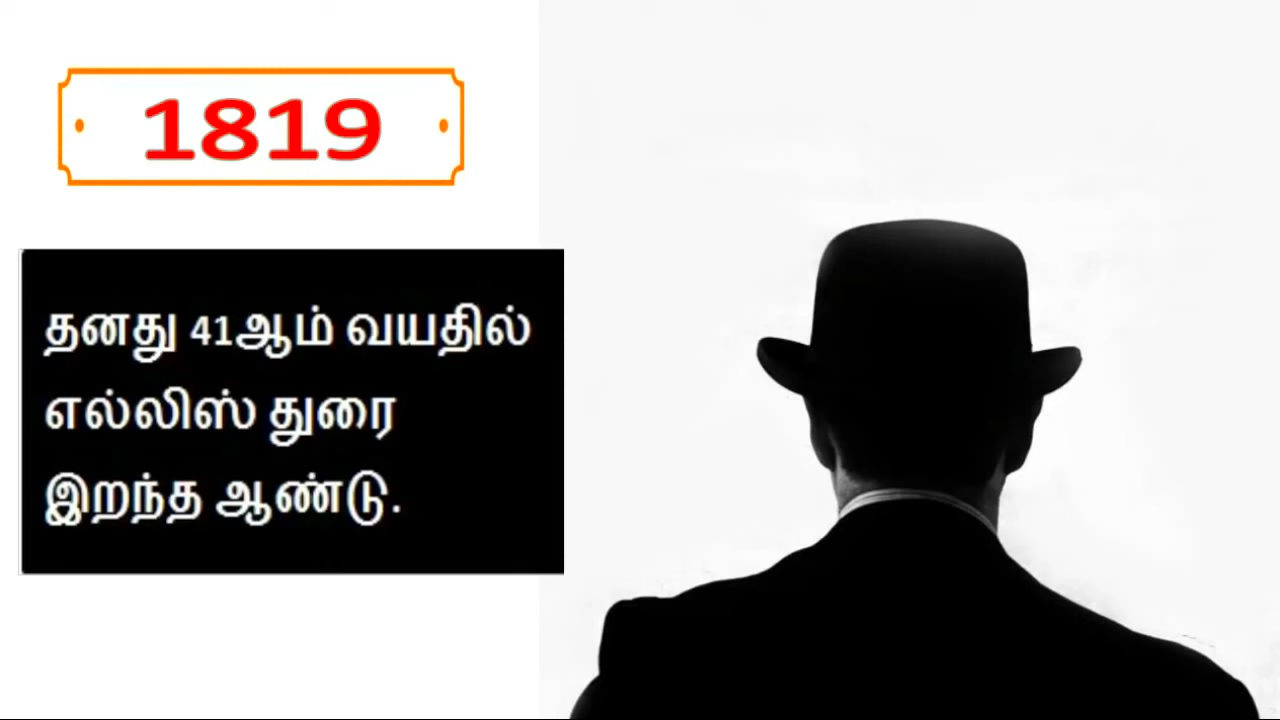 1819
தனது 41ஆம் வயதில்
எல்லிஸ் துரை
இறந்த ஆண்டு.